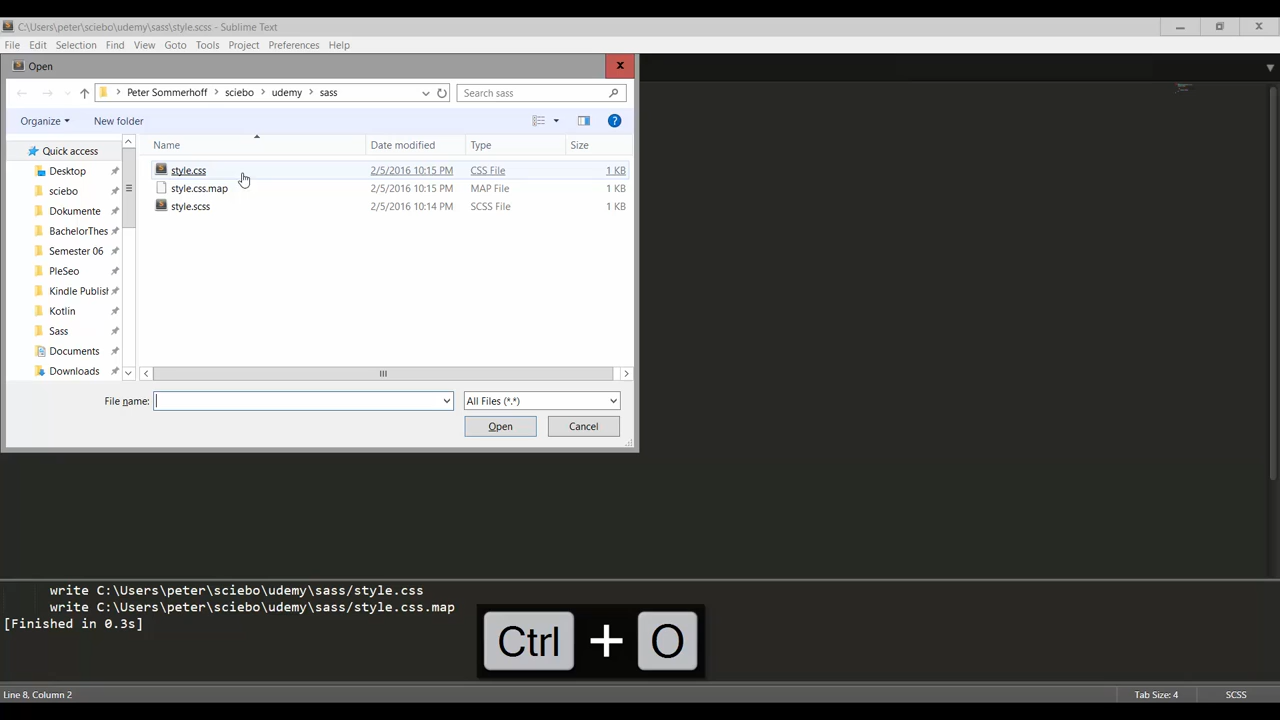 C:\Users\peter\sciebo\udemy\sass\style.scss - Sublime Text
File Edit Selection Find View Goto Tools Project Preferences Help
Open
Peter Sommerhoff sciebo udemy sass Search sass
Organize New folder
Name Date modified Type Size
Quick access
Desktop
sciebo
Dokumente
BachelorThes
Semester 06
PleSeo
Kindle Publish
Kotlin
Sass
Documents
Downloads
style.css 2/5/2016 10:15 PM CSS File 1 KB
style.css.map 2/5/2016 10:15 PM MAP File 1 KB
style.scss 2/5/2016 10:14 PM SCSS File 1 KB
File name: All Files (*.*)
Open Cancel
write C:\Users\peter\sciebo\udemy\sass/style.css
write C:\Users\peter\sciebo\udemy\sass/style.css.map
[Finished in 0.3s]
Ctrl + O
Line 8, Column 2 Tab Size: 4 SCSS